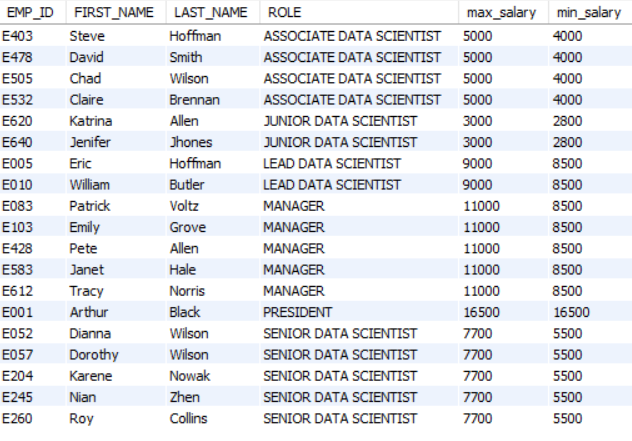 EMP_ID FIRST_NAME LAST_NAME ROLE max_salary min_salary
E403 Steve Hoffman ASSOCIATE DATA SCIENTIST 5000 4000
E478 David Smith ASSOCIATE DATA SCIENTIST 5000 4000
E505 Chad Wilson ASSOCIATE DATA SCIENTIST 5000 4000
E532 Claire Brennan ASSOCIATE DATA SCIENTIST 5000 4000
E620 Katrina Allen JUNIOR DATA SCIENTIST 3000 2800
E640 Jenifer Jhones JUNIOR DATA SCIENTIST 3000 2800
E005 Eric Hoffman LEAD DATA SCIENTIST 9000 8500
E010 William Butler LEAD DATA SCIENTIST 9000 8500
E083 Patrick Voltz MANAGER 11000 8500
E103 Emily Grove MANAGER 11000 8500
E428 Pete Allen MANAGER 11000 8500
E583 Janet Hale MANAGER 11000 8500
E612 Tracy Norris MANAGER 11000 8500
E001 Arthur Black PRESIDENT 16500 16500
E052 Dianna Wilson SENIOR DATA SCIENTIST 7700 5500
E057 Dorothy Wilson SENIOR DATA SCIENTIST 7700 5500
E204 Karene Nowak SENIOR DATA SCIENTIST 7700 5500
E245 Nian Zhen SENIOR DATA SCIENTIST 7700 5500
E260 Roy Collins SENIOR DATA SCIENTIST 7700 5500